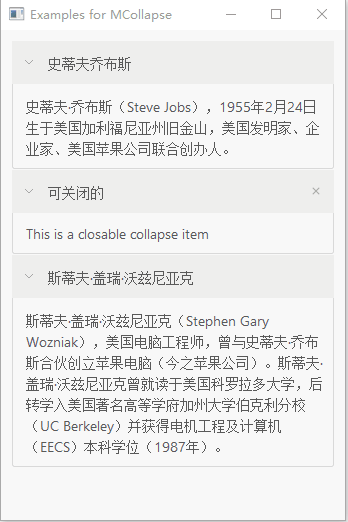 Examples for MCollapse
史蒂夫乔布斯
史蒂夫·乔布斯（Steve Jobs），1955年2月24日
生于美国加利福尼亚州旧金山，美国发明家、企
业家、美国苹果公司联合创办人。
可关闭的
This is a closable collapse item
斯蒂夫·盖瑞·沃兹尼亚克
斯蒂夫·盖瑞·沃兹尼亚克（Stephen Gary
Wozniak），美国电脑工程师，曾与史蒂夫·乔布
斯合伙创立苹果电脑（今之苹果公司）。斯蒂夫·
盖瑞·沃兹尼亚克曾就读于美国科罗拉多大学，后
转学入美国著名高等学府加州大学伯克利分校
（UC Berkeley）并获得电机工程及计算机
（EECS）本科学位（1987年）。